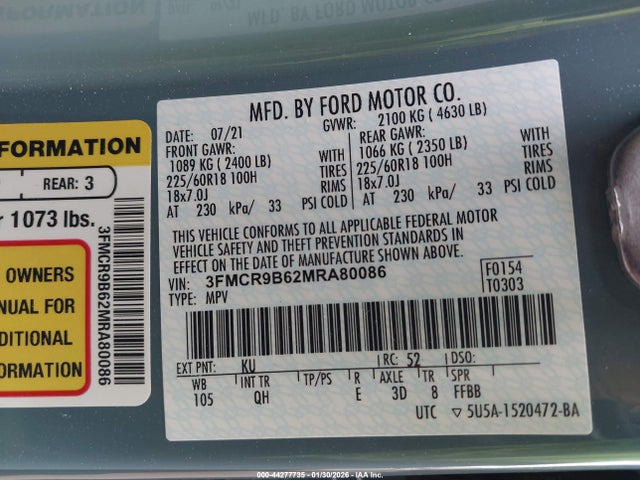 MFD. BY FORD MOTOR CO.
DATE: 07/21 GVWR: 2100 KG ( 4630 LB)
FRONT GAWR: REAR GAWR:
1089 KG ( 2400 LB) WITH 1066 KG ( 2350 LB) WITH
225/60R18 100H TIRES 225/60R18 100H TIRES
18x7.0J RIMS 18x7.0J RIMS
AT 230 kPa/ 33 PSI COLD AT 230 kPa/ 33 PSI COLD
THIS VEHICLE CONFORMS TO ALL APPLICABLE FEDERAL MOTOR
VEHICLE SAFETY AND THEFT PREVENTION STANDARDS IN
EFFECT ON THE DATE OF MANUFACTURE SHOWN ABOVE.
VIN: 3FMCR9B62MRA80086 F0154
TYPE: MPV T0303
EXT PNT: KU RC: 52 DSO:
WB INT TR TP/PS R AXLE TR SPR
105 QH E 3D 8 FFBB
UTC ▽ 5U5A-1520472-BA
FORMATION
REAR: 3
r 1073 lbs.
OWNERS
NUAL FOR
DITIONAL
ORMATION
3FMCR9B62MRA80086
000-44277735 - 01/30/2026 - IAA Inc.